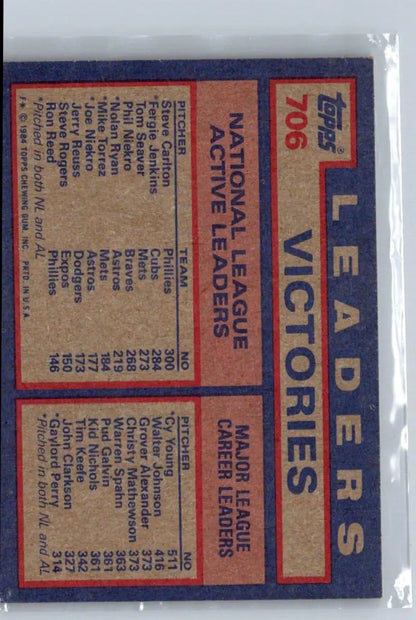 topps
706
LEADERS
VICTORIES
NATIONAL LEAGUE
ACTIVE LEADERS
PITCHER TEAM NO
Steve Carlton Phillies 300
*Fergie Jenkins Cubs 284
Tom Seaver Mets 273
Phil Niekro Braves 268
*Nolan Ryan Astros 219
*Mike Torrez Mets 184
*Joe Niekro Astros 177
Jerry Reuss Dodgers 173
Steve Rogers Expos 150
Ron Reed Phillies 146
*Pitched in both NL and AL
F* © 1984 TOPPS CHEWING GUM, INC. PRTD. IN U.S.A.
MAJOR LEAGUE
CAREER LEADERS
PITCHER NO
*Cy Young 511
Walter Johnson 416
Grover Alexander 373
Christy Mathewson 373
Warren Spahn 363
Pud Galvin 361
Kid Nichols 361
Tim Keefe 342
John Clarkson 327
*Gaylord Perry 314
*Pitched in both NL and AL